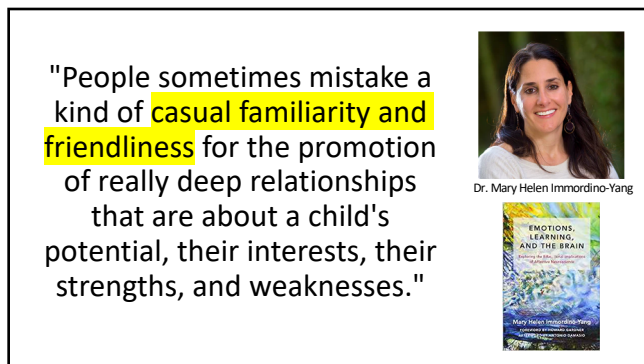 "People sometimes mistake a
kind of casual familiarity and
friendliness for the promotion
of really deep relationships
that are about a child's
potential, their interests, their
strengths, and weaknesses."
Dr. Mary Helen Immordino-Yang
EMOTIONS,
LEARNING,
AND THE BRAIN
Mary Helen Immordino-Yang